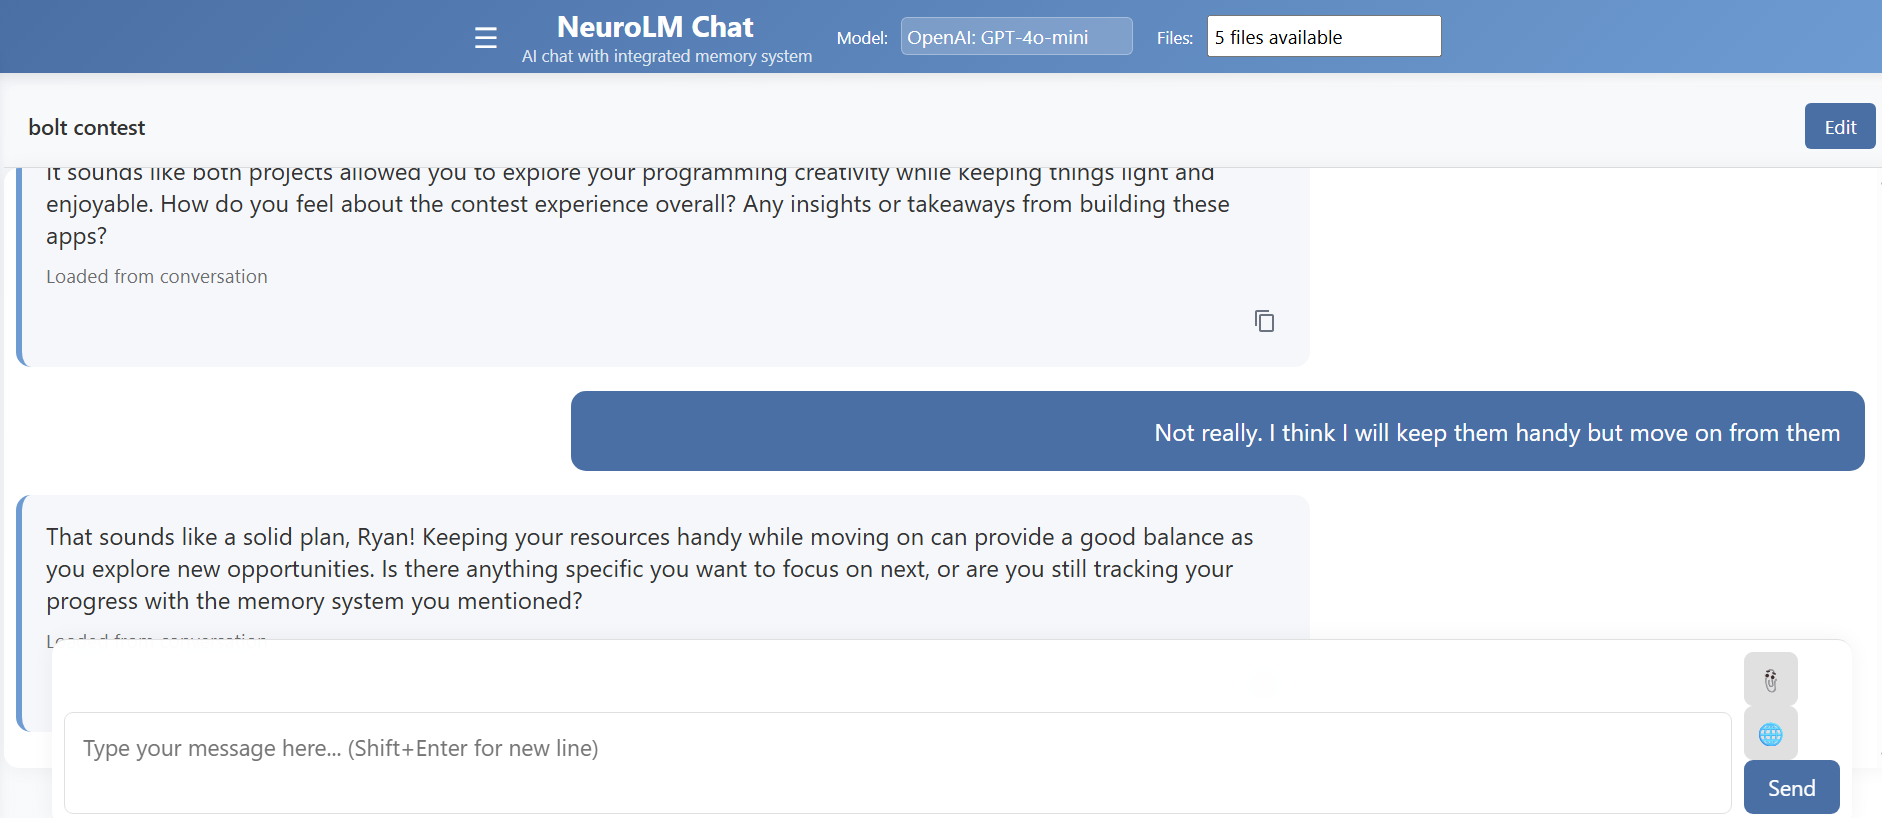 ☰
NeuroLM Chat
AI chat with integrated memory system
Model:
OpenAI: GPT-4o-mini
Files:
5 files available
bolt contest
Edit
It sounds like both projects allowed you to explore your programming creativity while keeping things light and
enjoyable. How do you feel about the contest experience overall? Any insights or takeaways from building these
apps?
Loaded from conversation
Not really. I think I will keep them handy but move on from them
That sounds like a solid plan, Ryan! Keeping your resources handy while moving on can provide a good balance as
you explore new opportunities. Is there anything specific you want to focus on next, or are you still tracking your
progress with the memory system you mentioned?
Loaded from conversation
Type your message here... (Shift+Enter for new line)
Send